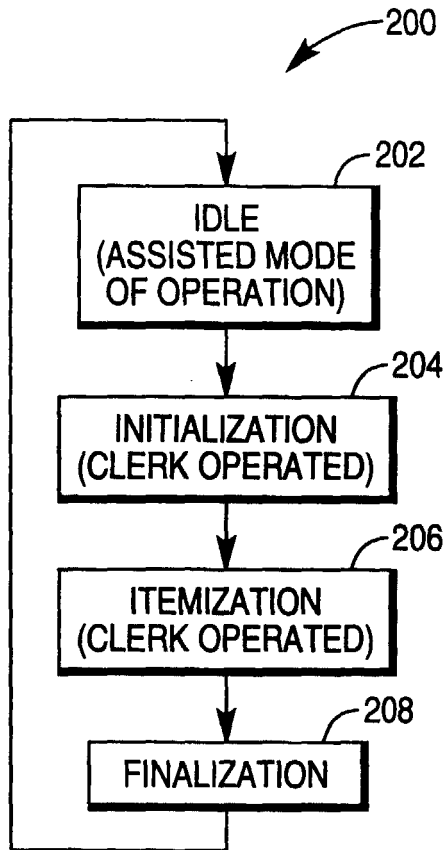 200
202
IDLE
(ASSISTED MODE
OF OPERATION)
204
INITIALIZATION
(CLERK OPERATED)
206
ITEMIZATION
(CLERK OPERATED)
208
FINALIZATION